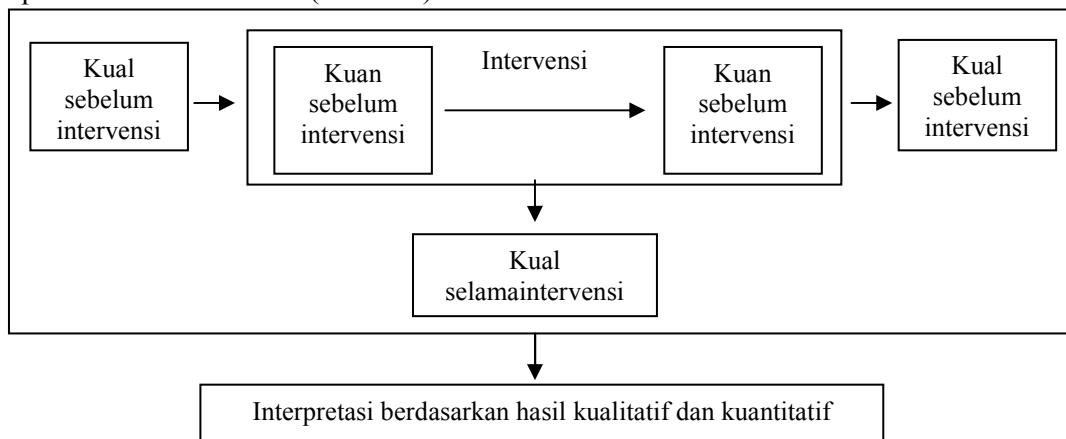 Kual
sebelum
intervensi
Kuan
sebelum
intervensi
Intervensi
Kuan
sebelum
intervensi
Kual
sebelum
intervensi
Kual
selamaintervensi
Interpretasi berdasarkan hasil kualitatif dan kuantitatif